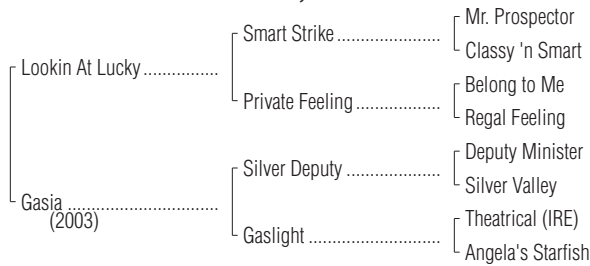 Mr. Prospector
Smart Strike ....................
Classy 'n Smart
Lookin At Lucky ...............
Belong to Me
Private Feeling ................
Regal Feeling
Deputy Minister
Silver Deputy ..................
Silver Valley
Gasia ..............................
(2003)
Theatrical (IRE)
Gaslight ..........................
Angela's Starfish